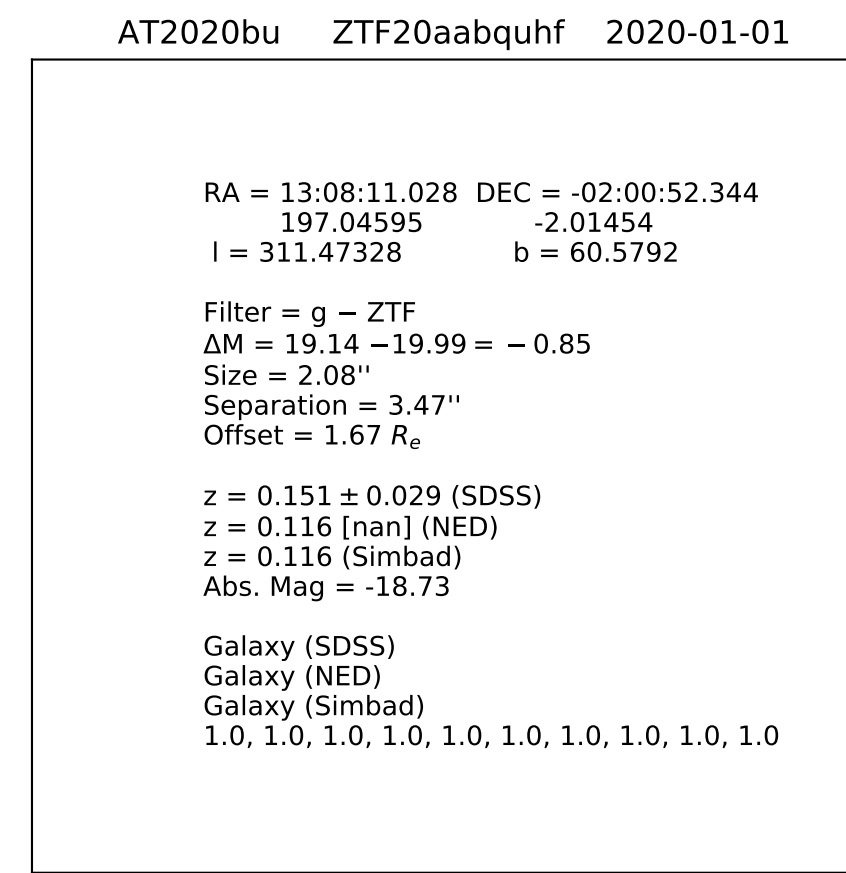 AT2020bu ZTF20aabquhf 2020-01-01
RA = 13:08:11.028 DEC = -02:00:52.344
197.04595 -2.01454
l = 311.47328 b = 60.5792
Filter = g − ZTF
ΔM = 19.14 −19.99 = − 0.85
Size = 2.08''
Separation = 3.47''
Offset = 1.67 Re
z = 0.151 ± 0.029 (SDSS)
z = 0.116 [nan] (NED)
z = 0.116 (Simbad)
Abs. Mag = -18.73
Galaxy (SDSS)
Galaxy (NED)
Galaxy (Simbad)
1.0, 1.0, 1.0, 1.0, 1.0, 1.0, 1.0, 1.0, 1.0, 1.0